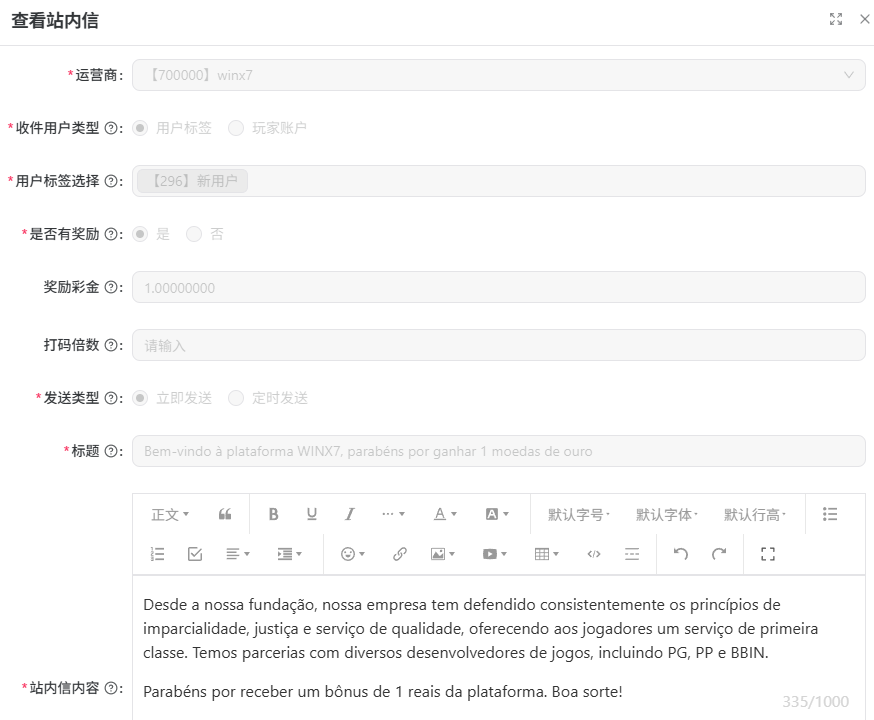 查看站内信
*运营商:
【700000】winx7
*收件用户类型 ?:
用户标签 玩家账户
*用户标签选择 ?:
【296】新用户
*是否有奖励 ?:
是 否
奖励彩金 ?:
1.00000000
打码倍数 ?:
请输入
*发送类型 ?:
立即发送 定时发送
*标题 ?:
Bem-vindo à plataforma WINX7, parabéns por ganhar 1 moedas de ouro
正文 B U I ··· A A 默认字号 默认字体 默认行高
*站内信内容 ?:
Desde a nossa fundação, nossa empresa tem defendido consistentemente os princípios de
imparcialidade, justiça e serviço de qualidade, oferecendo aos jogadores um serviço de primeira
classe. Temos parcerias com diversos desenvolvedores de jogos, incluindo PG, PP e BBIN.
Parabéns por receber um bônus de 1 reais da plataforma. Boa sorte!
335/1000